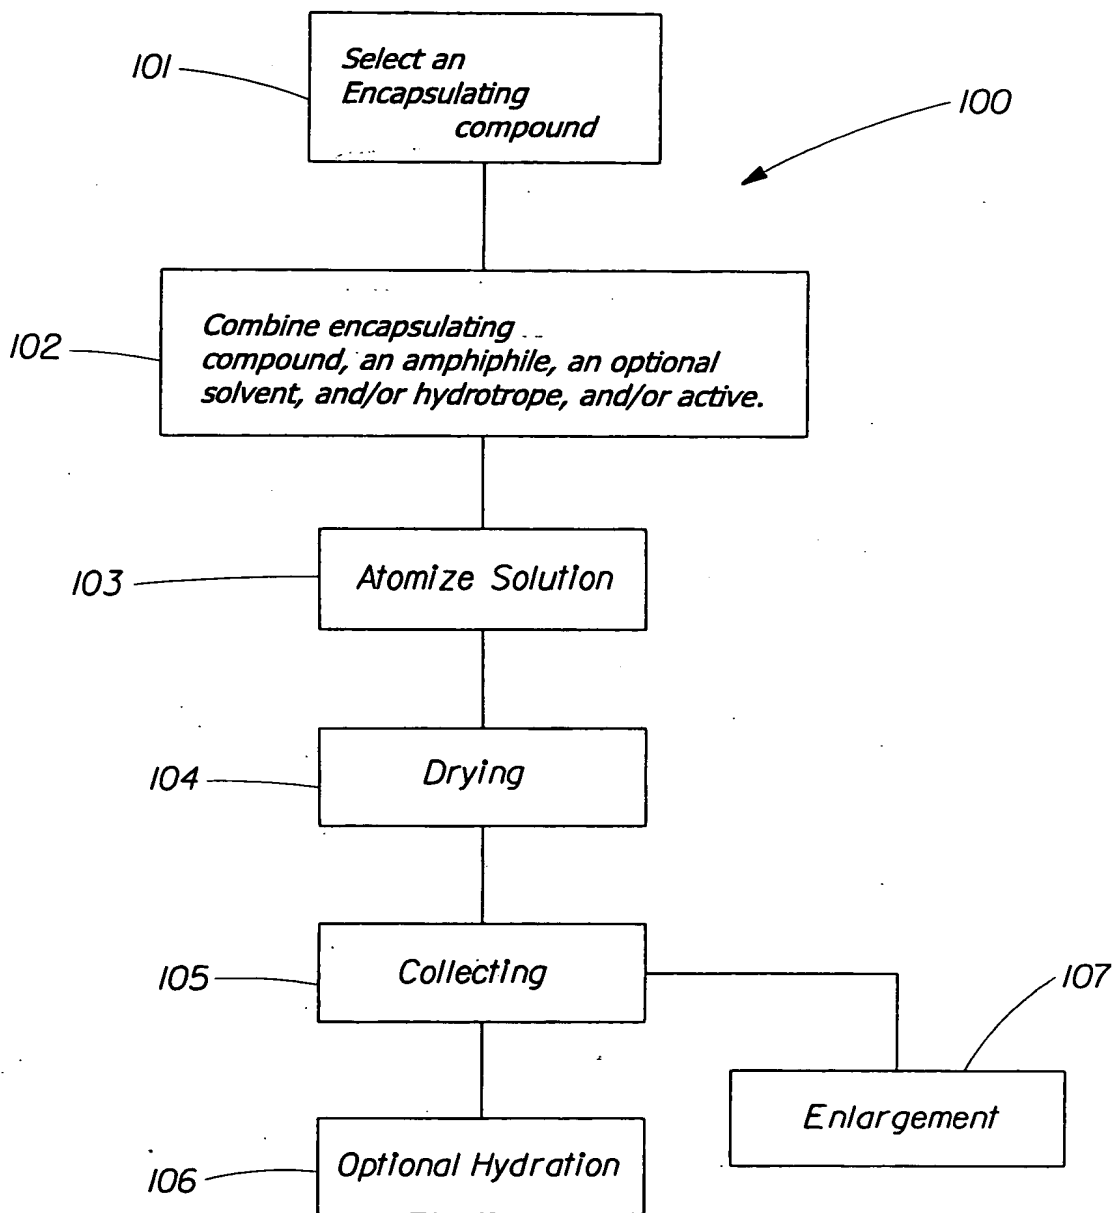 101
Select an
Encapsulating
compound
100
102
Combine encapsulating
compound, an amphiphile, an optional
solvent, and/or hydrotrope, and/or active.
103
Atomize Solution
104
Drying
105
Collecting
107
Enlargement
106
Optional Hydration